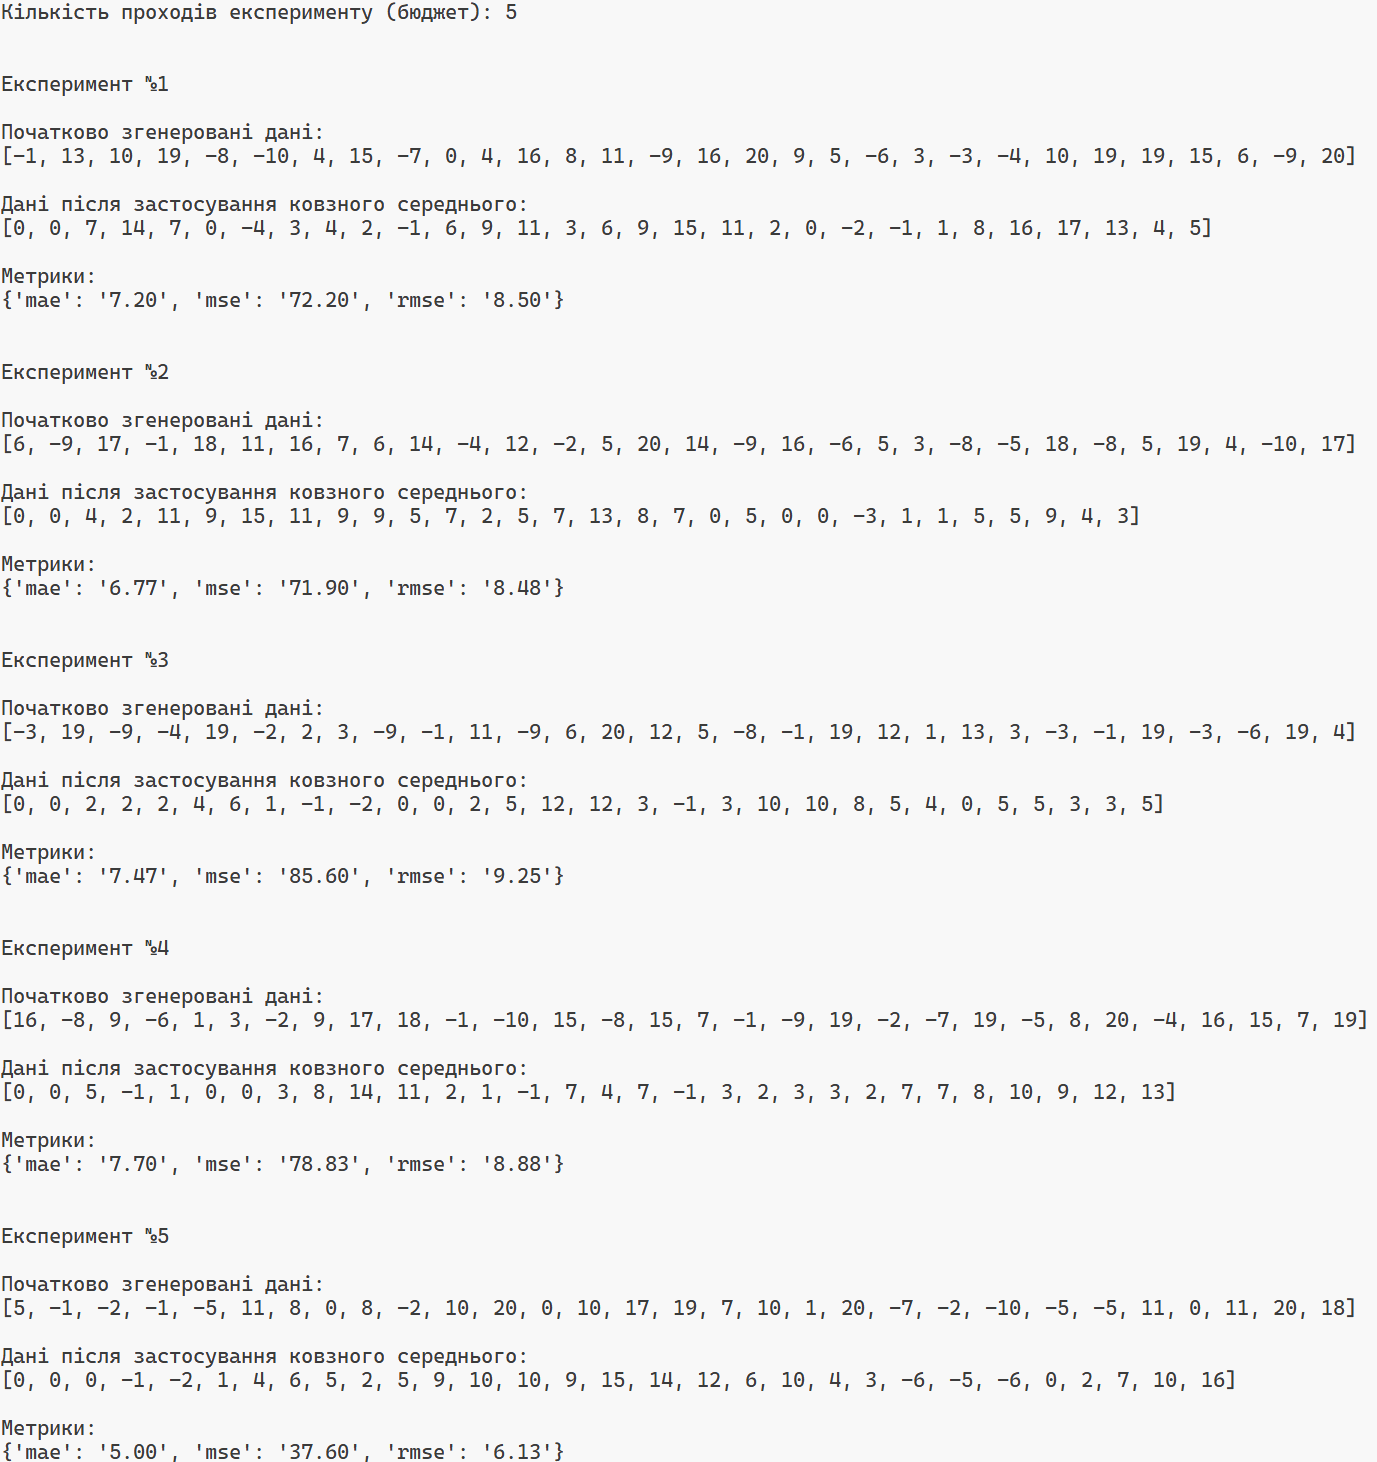 Кількість проходів експерименту (бюджет): 5
Експеримент №1
Початково згенеровані дані:
[-1, 13, 10, 19, -8, -10, 4, 15, -7, 0, 4, 16, 8, 11, -9, 16, 20, 9, 5, -6, 3, -3, -4, 10, 19, 19, 15, 6, -9, 20]
Дані після застосування ковзного середнього:
[0, 0, 7, 14, 7, 0, -4, 3, 4, 2, -1, 6, 9, 11, 3, 6, 9, 15, 11, 2, 0, -2, -1, 1, 8, 16, 17, 13, 4, 5]
Метрики:
{'mae': '7.20', 'mse': '72.20', 'rmse': '8.50'}
Експеримент №2
Початково згенеровані дані:
[6, -9, 17, -1, 18, 11, 16, 7, 6, 14, -4, 12, -2, 5, 20, 14, -9, 16, -6, 5, 3, -8, -5, 18, -8, 5, 19, 4, -10, 17]
Дані після застосування ковзного середнього:
[0, 0, 4, 2, 11, 9, 15, 11, 9, 9, 5, 7, 2, 5, 7, 13, 8, 7, 0, 5, 0, 0, -3, 1, 1, 5, 5, 9, 4, 3]
Метрики:
{'mae': '6.77', 'mse': '71.90', 'rmse': '8.48'}
Експеримент №3
Початково згенеровані дані:
[-3, 19, -9, -4, 19, -2, 2, 3, -9, -1, 11, -9, 6, 20, 12, 5, -8, -1, 19, 12, 1, 13, 3, -3, -1, 19, -3, -6, 19, 4]
Дані після застосування ковзного середнього:
[0, 0, 2, 2, 2, 4, 6, 1, -1, -2, 0, 0, 2, 5, 12, 12, 3, -1, 3, 10, 10, 8, 5, 4, 0, 5, 5, 3, 3, 5]
Метрики:
{'mae': '7.47', 'mse': '85.60', 'rmse': '9.25'}
Експеримент №4
Початково згенеровані дані:
[16, -8, 9, -6, 1, 3, -2, 9, 17, 18, -1, -10, 15, -8, 15, 7, -1, -9, 19, -2, -7, 19, -5, 8, 20, -4, 16, 15, 7, 19]
Дані після застосування ковзного середнього:
[0, 0, 5, -1, 1, 0, 0, 3, 8, 14, 11, 2, 1, -1, 7, 4, 7, -1, 3, 2, 3, 3, 2, 7, 7, 8, 10, 9, 12, 13]
Метрики:
{'mae': '7.70', 'mse': '78.83', 'rmse': '8.88'}
Експеримент №5
Початково згенеровані дані:
[5, -1, -2, -1, -5, 11, 8, 0, 8, -2, 10, 20, 0, 10, 17, 19, 7, 10, 1, 20, -7, -2, -10, -5, -5, 11, 0, 11, 20, 18]
Дані після застосування ковзного середнього:
[0, 0, 0, -1, -2, 1, 4, 6, 5, 2, 5, 9, 10, 10, 9, 15, 14, 12, 6, 10, 4, 3, -6, -5, -6, 0, 2, 7, 10, 16]
Метрики:
{'mae': '5.00', 'mse': '37.60', 'rmse': '6.13'}